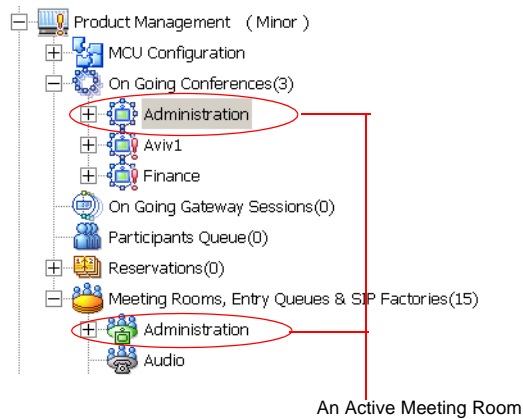 Product Management  ( Minor )
MCU Configuration
On Going Conferences(3)
Administration
Aviv1
Finance
On Going Gateway Sessions(0)
Participants Queue(0)
Reservations(0)
Meeting Rooms, Entry Queues & SIP Factories(15)
Administration
Audio
An Active Meeting Room